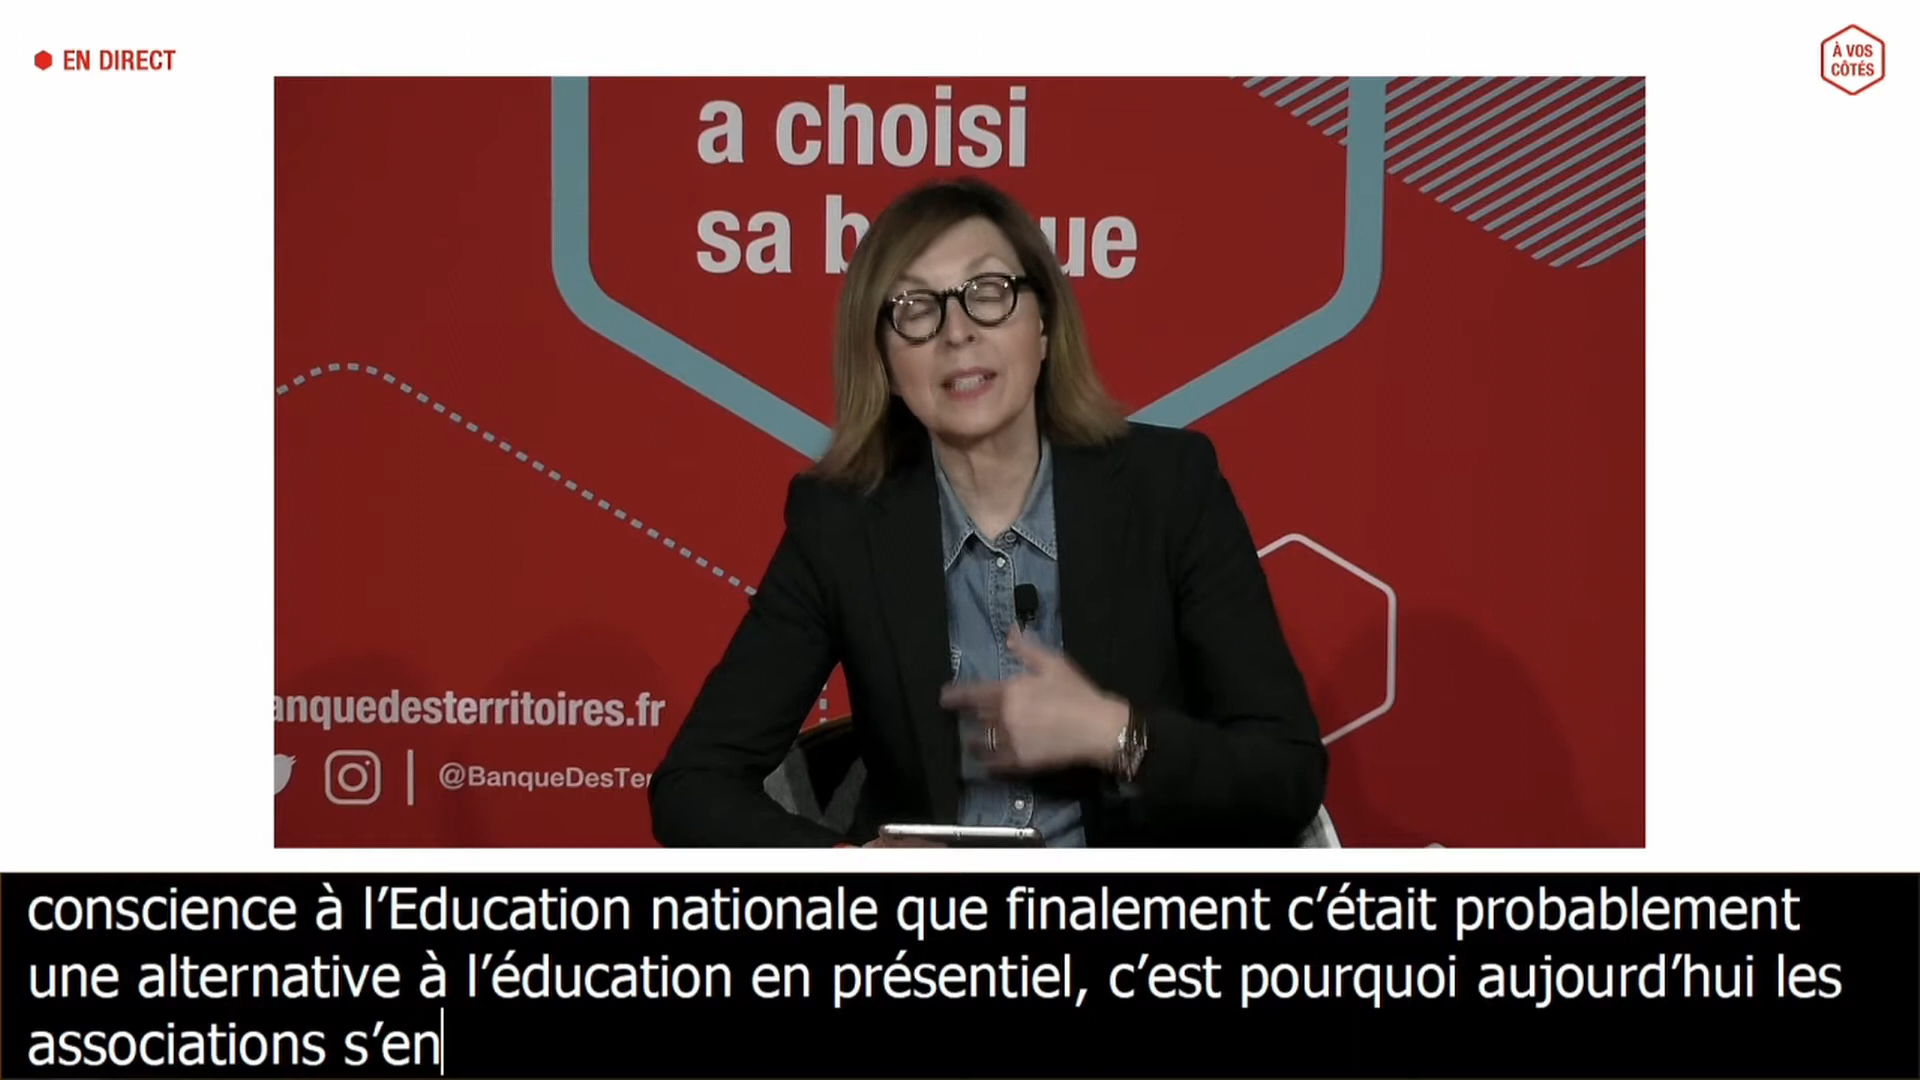 EN DIRECT
À VOS
CÔTÉS
a choisi
sa b ue
anquedesterritoires.fr
@BanqueDesTer
conscience à l’Education nationale que finalement c’était probablement
une alternative à l’éducation en présentiel, c’est pourquoi aujourd’hui les
associations s’en